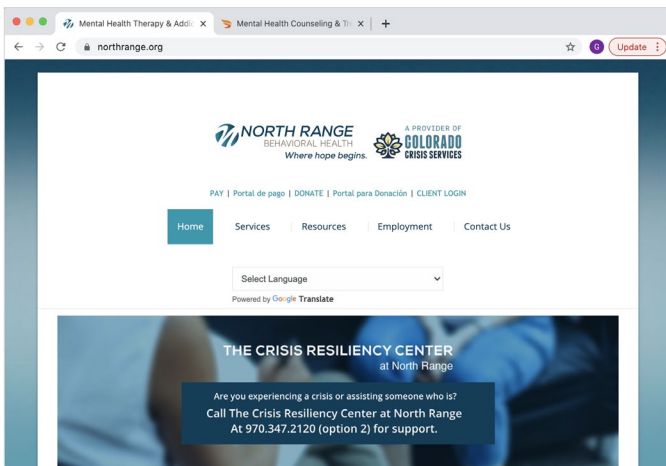 Mental Health Therapy & Addic
Mental Health Counseling & Tre
northrange.org
G
Update
NORTH RANGE
BEHAVIORAL HEALTH
Where hope begins.
A PROVIDER OF
COLORADO
CRISIS SERVICES
PAY | Portal de pago | DONATE | Portal para Donación | CLIENT LOGIN
Home Services Resources Employment Contact Us
Select Language
Powered by Google Translate
THE CRISIS RESILIENCY CENTER
at North Range
Are you experiencing a crisis or assisting someone who is?
Call The Crisis Resiliency Center at North Range
At 970.347.2120 (option 2) for support.